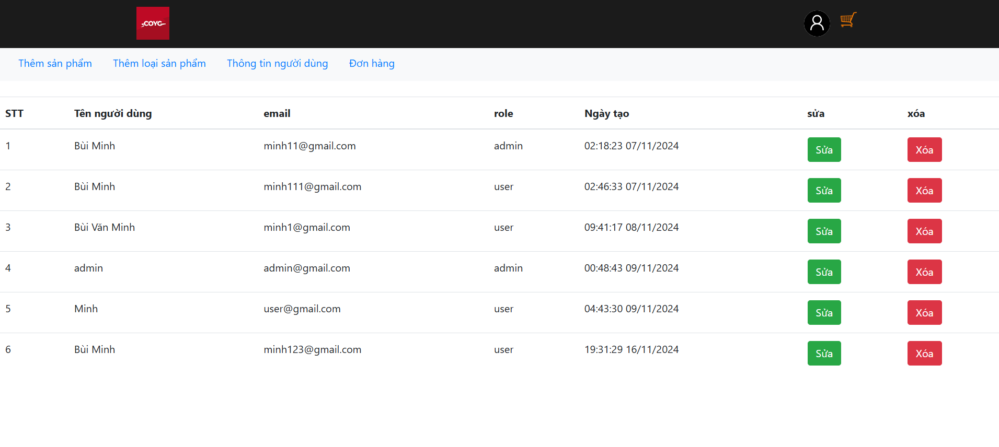 COYG
Thêm sản phẩm Thêm loại sản phẩm Thông tin người dùng Đơn hàng
STT Tên người dùng email role Ngày tạo sửa xóa
1 Bùi Minh minh11@gmail.com admin 02:18:23 07/11/2024 Sửa Xóa
2 Bùi Minh minh111@gmail.com user 02:46:33 07/11/2024 Sửa Xóa
3 Bùi Văn Minh minh1@gmail.com user 09:41:17 08/11/2024 Sửa Xóa
4 admin admin@gmail.com admin 00:48:43 09/11/2024 Sửa Xóa
5 Minh user@gmail.com user 04:43:30 09/11/2024 Sửa Xóa
6 Bùi Minh minh123@gmail.com user 19:31:29 16/11/2024 Sửa Xóa